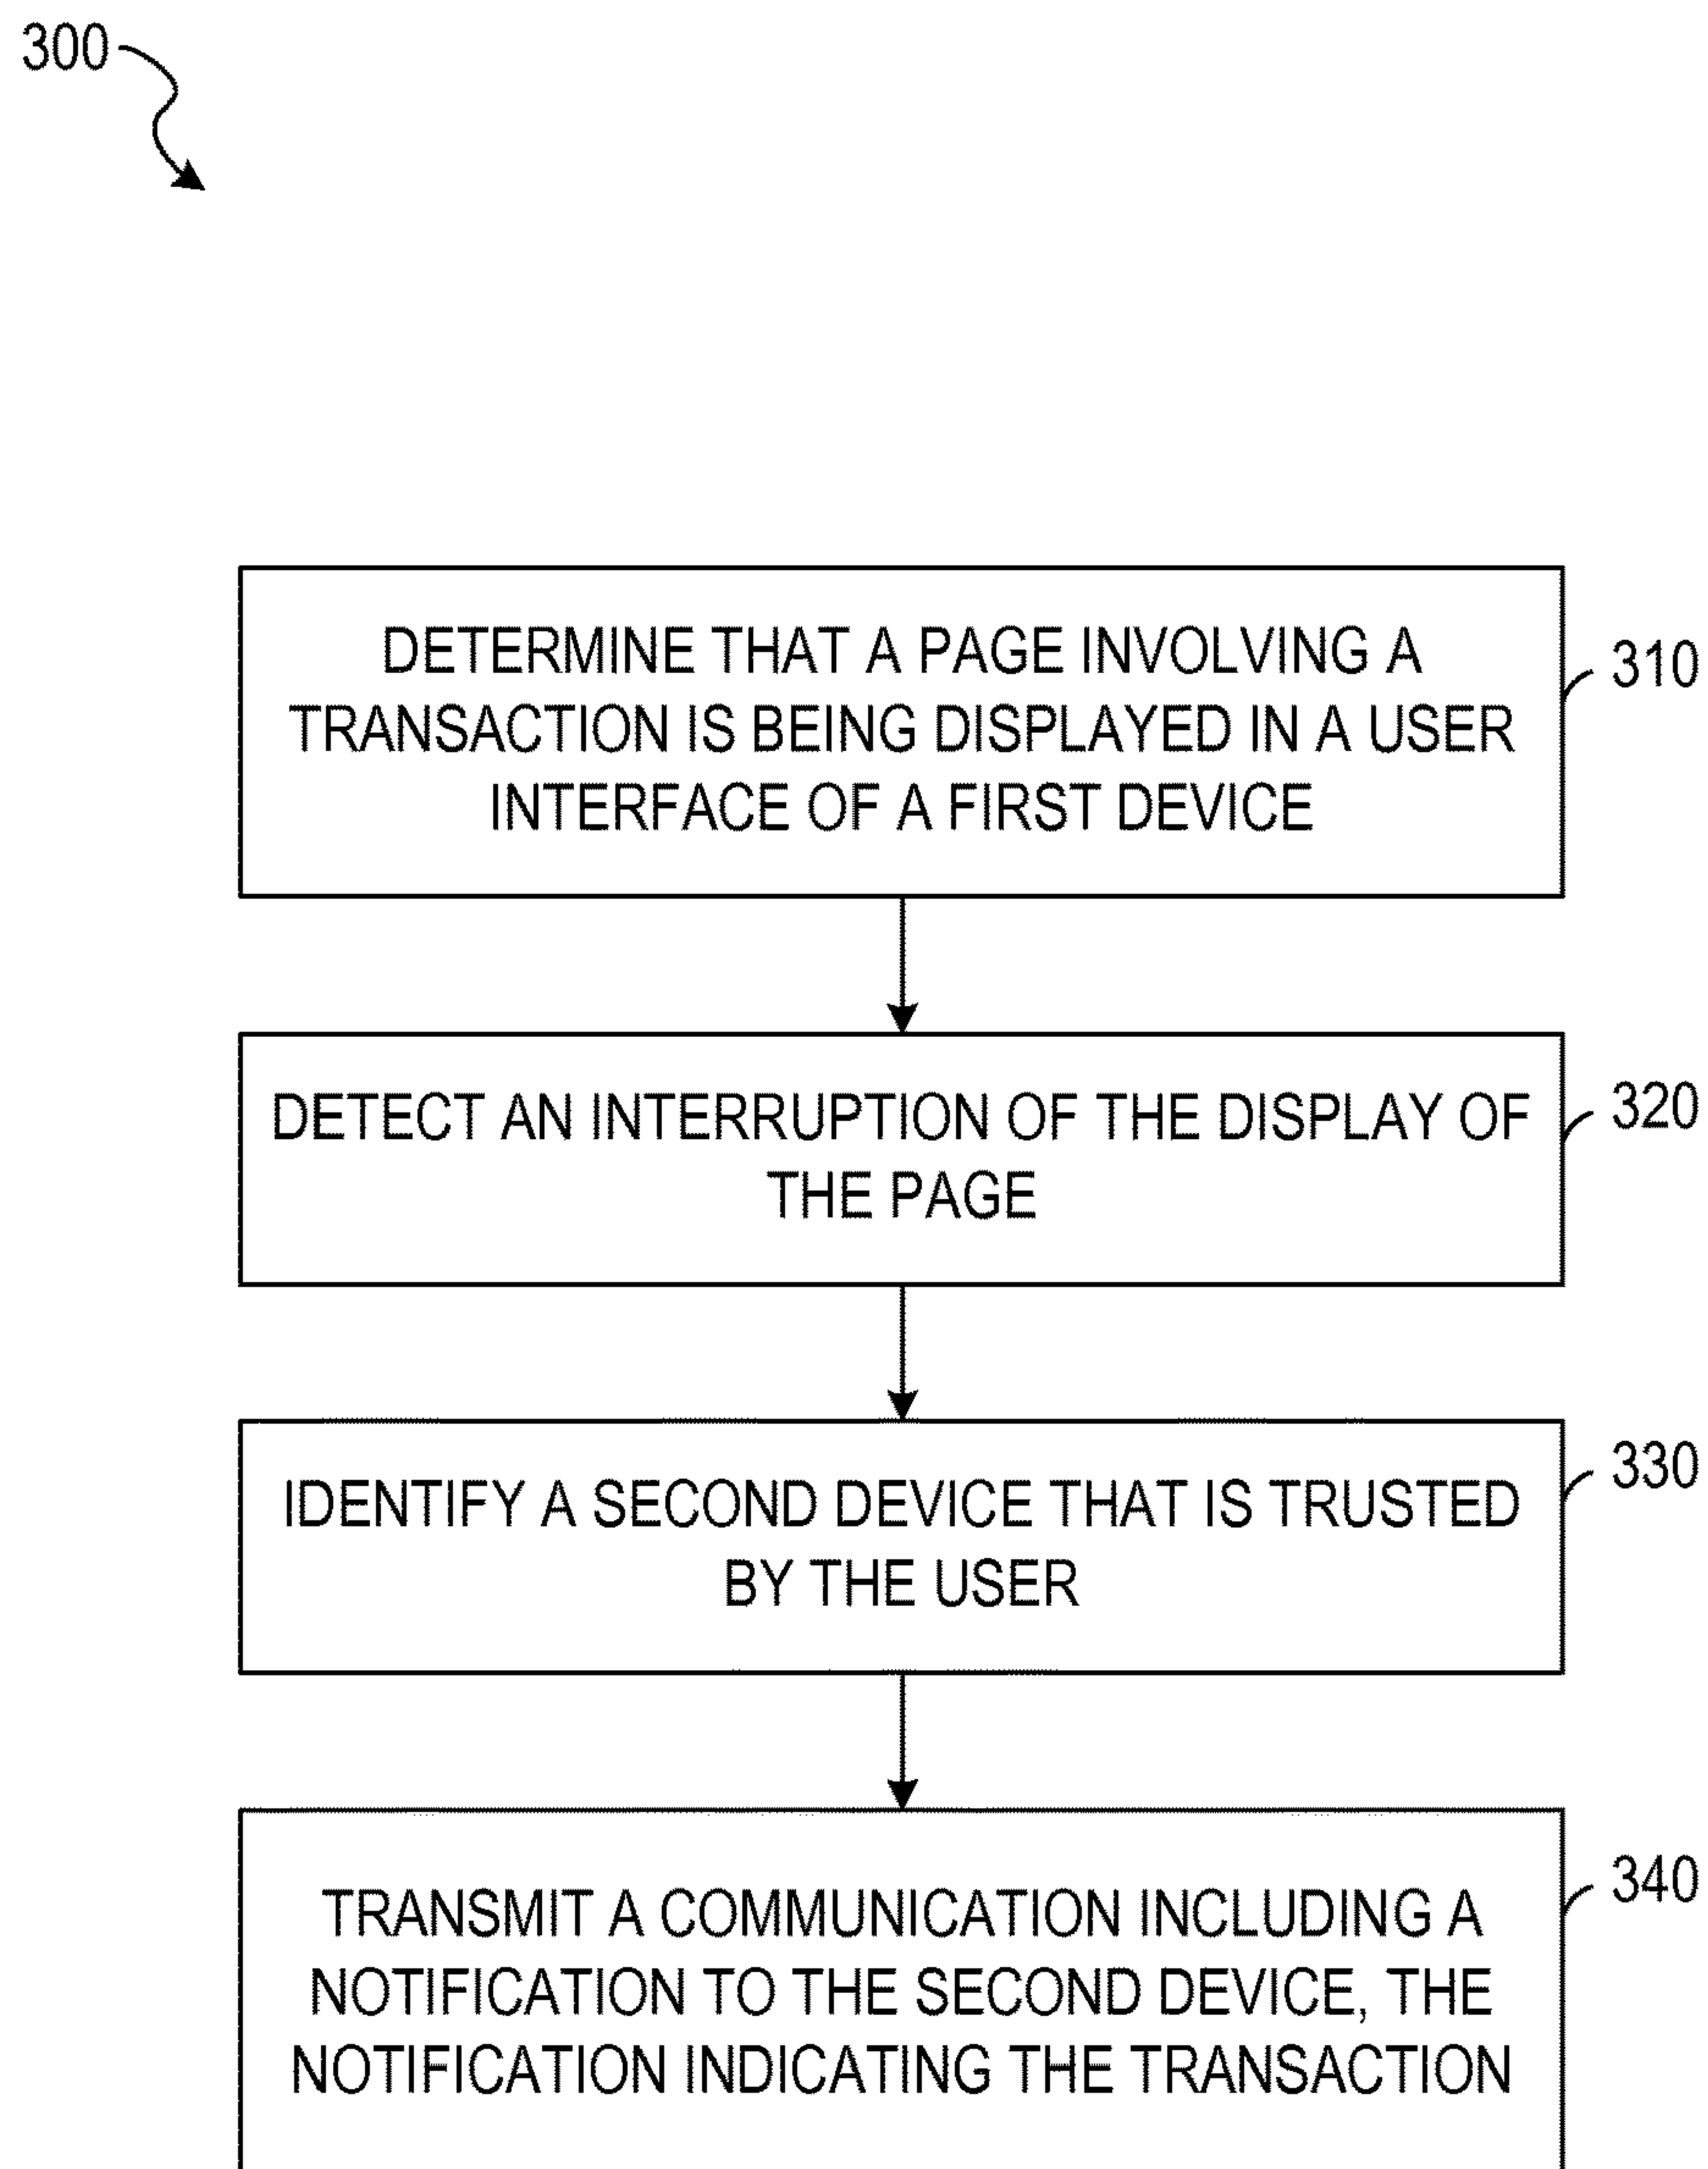 300
DETERMINE THAT A PAGE INVOLVING A
TRANSACTION IS BEING DISPLAYED IN A USER
INTERFACE OF A FIRST DEVICE
310
DETECT AN INTERRUPTION OF THE DISPLAY OF
THE PAGE
320
IDENTIFY A SECOND DEVICE THAT IS TRUSTED
BY THE USER
330
TRANSMIT A COMMUNICATION INCLUDING A
NOTIFICATION TO THE SECOND DEVICE, THE
NOTIFICATION INDICATING THE TRANSACTION
340